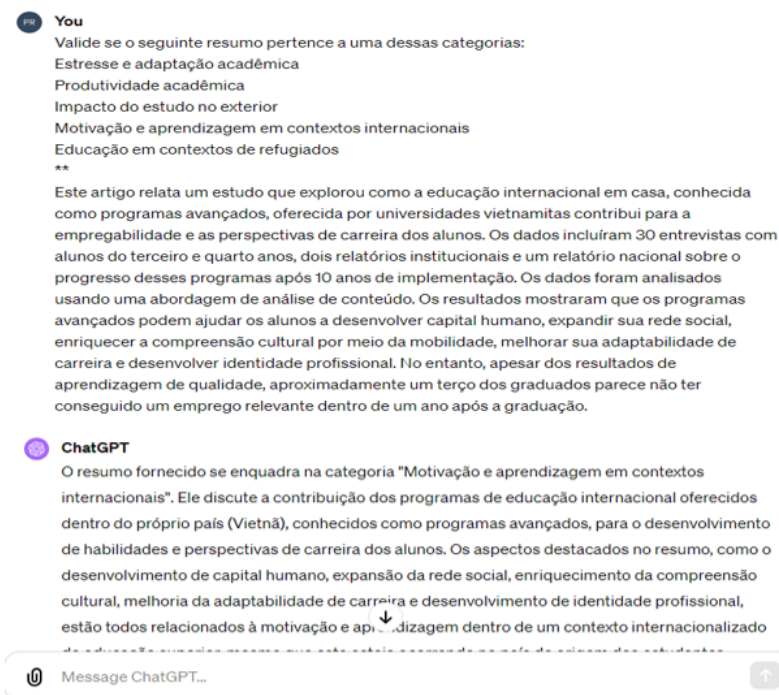 PR You
Valide se o seguinte resumo pertence a uma dessas categorias:
Estresse e adaptação acadêmica
Produtividade acadêmica
Impacto do estudo no exterior
Motivação e aprendizagem em contextos internacionais
Educação em contextos de refugiados
**
Este artigo relata um estudo que explorou como a educação internacional em casa, conhecida
como programas avançados, oferecida por universidades vietnamitas contribui para a
empregabilidade e as perspectivas de carreira dos alunos. Os dados incluíram 30 entrevistas com
alunos do terceiro e quarto anos, dois relatórios institucionais e um relatório nacional sobre o
progresso desses programas após 10 anos de implementação. Os dados foram analisados
usando uma abordagem de análise de conteúdo. Os resultados mostraram que os programas
avançados podem ajudar os alunos a desenvolver capital humano, expandir sua rede social,
enriquecer a compreensão cultural por meio da mobilidade, melhorar sua adaptabilidade de
carreira e desenvolver identidade profissional. No entanto, apesar dos resultados de
aprendizagem de qualidade, aproximadamente um terço dos graduados parece não ter
conseguido um emprego relevante dentro de um ano após a graduação.
ChatGPT
O resumo fornecido se enquadra na categoria "Motivação e aprendizagem em contextos
internacionais". Ele discute a contribuição dos programas de educação internacional oferecidos
dentro do próprio país (Vietnã), conhecidos como programas avançados, para o desenvolvimento
de habilidades e perspectivas de carreira dos alunos. Os aspectos destacados no resumo, como o
desenvolvimento de capital humano, expansão da rede social, enriquecimento da compreensão
cultural, melhoria da adaptabilidade de carreira e desenvolvimento de identidade profissional,
estão todos relacionados à motivação e aprendizagem dentro de um contexto internacionalizado
Message ChatGPT...